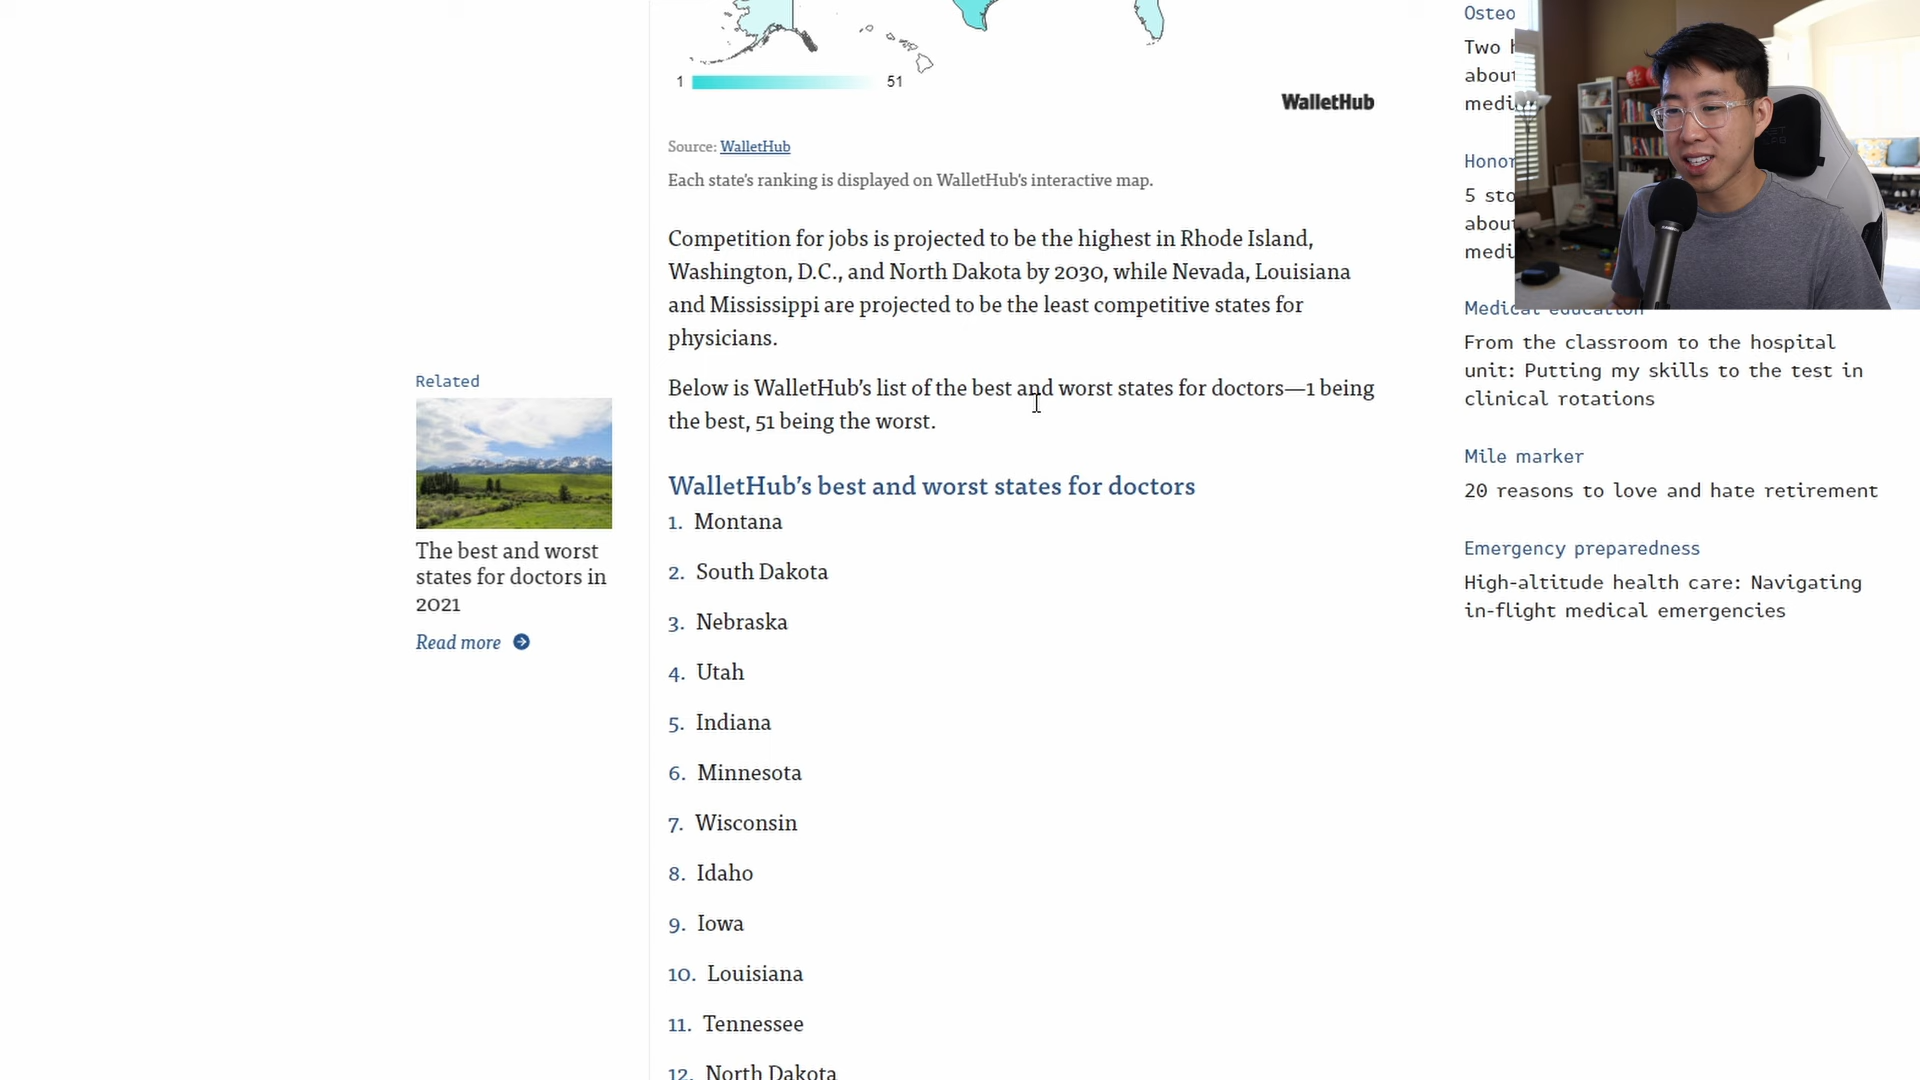 1
51
WalletHub
Source: WalletHub
Each state's ranking is displayed on WalletHub's interactive map.
Competition for jobs is projected to be the highest in Rhode Island,
Washington, D.C., and North Dakota by 2030, while Nevada, Louisiana
and Mississippi are projected to be the least competitive states for
physicians.
Below is WalletHub’s list of the best and worst states for doctors—1 being
the best, 51 being the worst.
WalletHub’s best and worst states for doctors
1. Montana
2. South Dakota
3. Nebraska
4. Utah
5. Indiana
6. Minnesota
7. Wisconsin
8. Idaho
9. Iowa
10. Louisiana
11. Tennessee
12. North Dakota
Related
The best and worst
states for doctors in
2021
Read more
Osteo
Two
about
medi
Honor
5 sto
about
medi
Medical education
From the classroom to the hospital
unit: Putting my skills to the test in
clinical rotations
Mile marker
20 reasons to love and hate retirement
Emergency preparedness
High-altitude health care: Navigating
in-flight medical emergencies